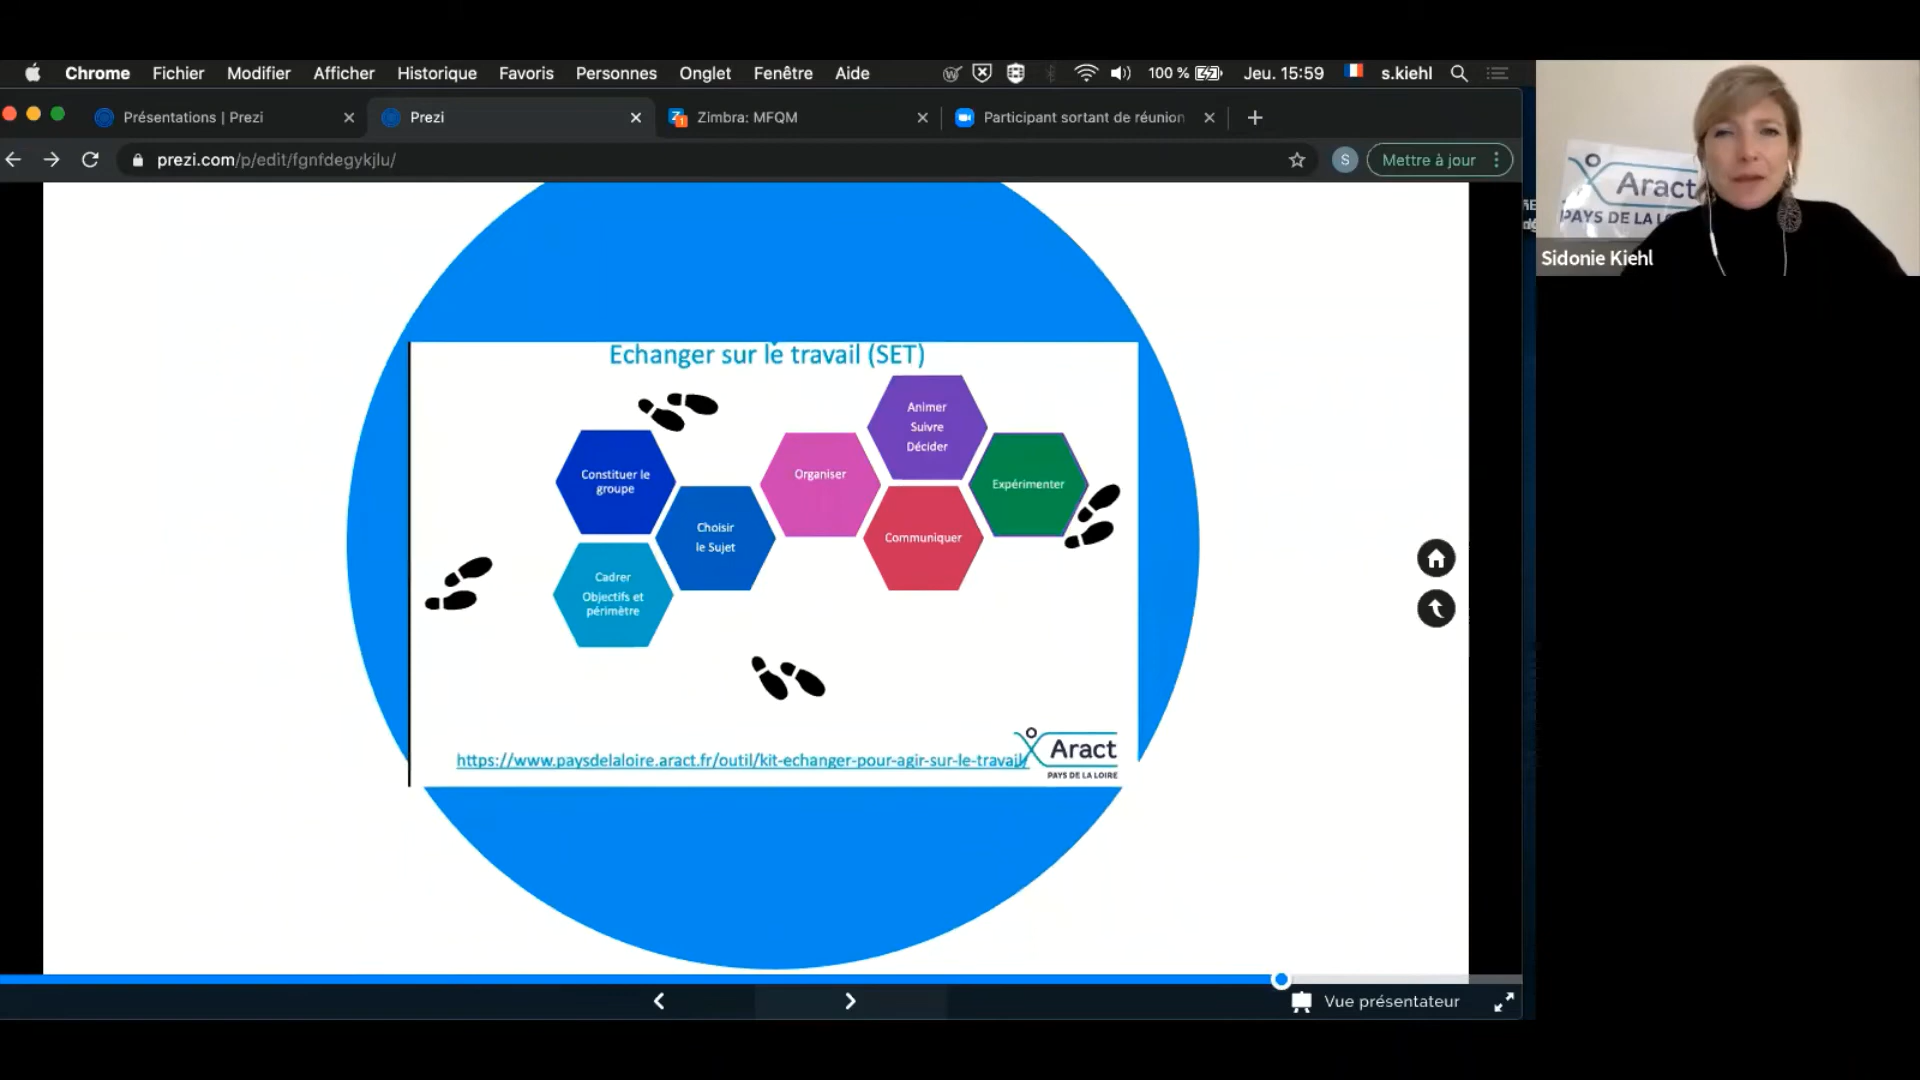 Chrome Fichier Modifier Afficher Historique Favoris Personnes Onglet Fenêtre Aide 100 % Jeu. 15:59 s.kiehl
Présentations | Prezi
Prezi
Zimbra: MFQM
Participant sortant de réunion
prezi.com/p/edit/fgnfdegykjlu/
S
Mettre à jour
Echanger sur le travail (SET)
Constituer le
groupe
Cadrer
Objectifs et
périmètre
Choisir
le Sujet
Organiser
Animer
Suivre
Décider
Communiquer
Expérimenter
https://www.paysdelaloire.aract.fr/outil/kit-echanger-pour-agir-sur-le-travail/
Aract
PAYS DE LA LOIRE
Vue présentateur
Aract
PAYS DE LA
Sidonie Kiehl